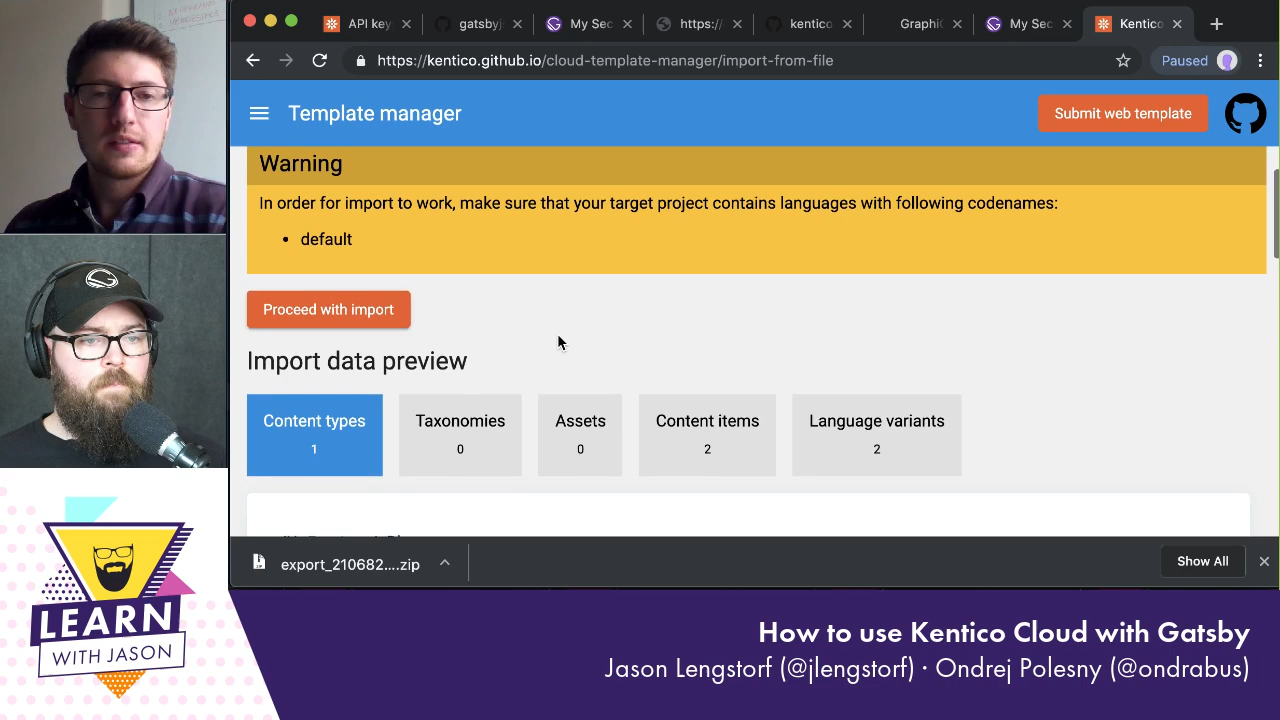 API key
gatsbyj
My Sec
https:/
kentico
GraphiQ
My Sec
Kentico
https://kentico.github.io/cloud-template-manager/import-from-file
Paused
Template manager
Submit web template
Warning
In order for import to work, make sure that your target project contains languages with following codenames:
• default
Proceed with import
Import data preview
Content types
1
Taxonomies
0
Assets
0
Content items
2
Language variants
2
export_210682....zip
Show All
LEARN
WITH JASON
How to use Kentico Cloud with Gatsby
Jason Lengstorf (@jlengstorf) · Ondrej Polesny (@ondrabus)